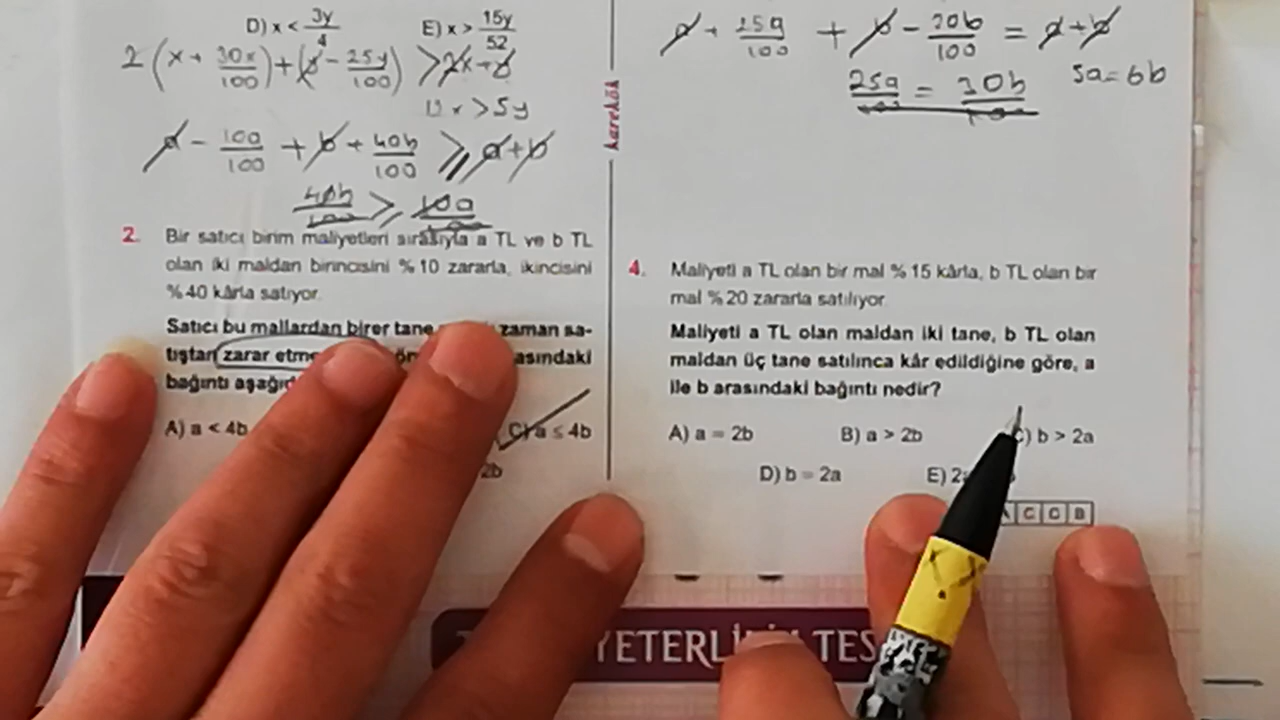 D) x < 3y/4    E) x > 15y/52
2 (x + 30x/100) + (y - 25y/100) > 2x + y
x > 5y
a - 10a/100 + b + 40b/100 ⩾ a + b
40b/100 ⩾ 10a/100
2. Bir satıcı birim maliyetleri sırasıyla a TL ve b TL
olan iki maldan birincisini %10 zararla, ikincisini
%40 kârla satıyor.
Satıcı bu mallardan birer tane zaman sa-
tıştan zarar etme asındaki
bağıntı aşağıd
A) a < 4b    C) a ≤ 4b
2b
karekök
a + 25a/100 + b - 30b/100 = a + b
25a/100 = 30b/100    5a = 6b
4. Maliyeti a TL olan bir mal %15 kârla, b TL olan bir
mal %20 zararla satılıyor.
Maliyeti a TL olan maldan iki tane, b TL olan
maldan üç tane satılınca kâr edildiğine göre, a
ile b arasındaki bağıntı nedir?
A) a = 2b    B) a > 2b    C) b > 2a
D) b = 2a    E) 2
C C B
YETERLİ TES